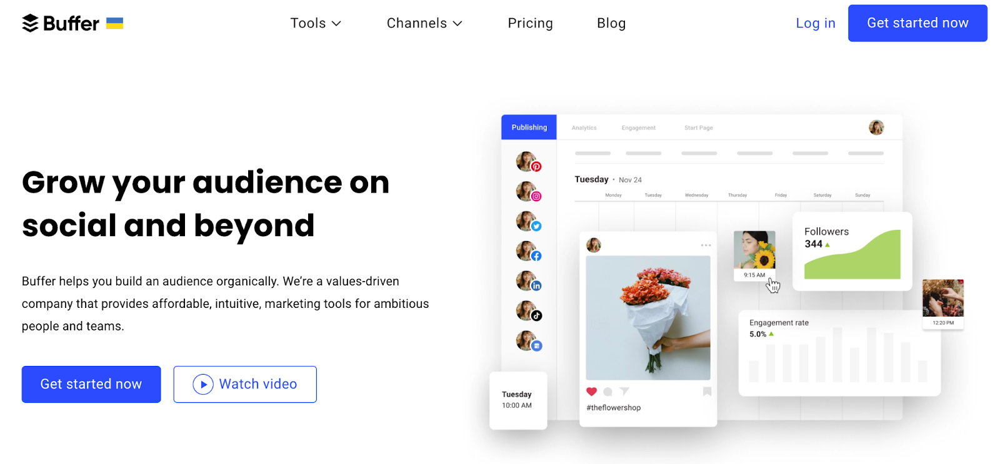 Buffer
Tools
Channels
Pricing
Blog
Log in
Get started now
Grow your audience on
social and beyond
Buffer helps you build an audience organically. We’re a values-driven
company that provides affordable, intuitive, marketing tools for ambitious
people and teams.
Get started now
Watch video
Publishing
Analytics
Engagement
Start Page
Tuesday · Nov 24
Monday Tuesday Wednesday Thursday Friday Saturday Sunday
9:15 AM
Followers
344
12:20 PM
Engagement rate
5.0%
Tuesday
10:00 AM
#theflowershop